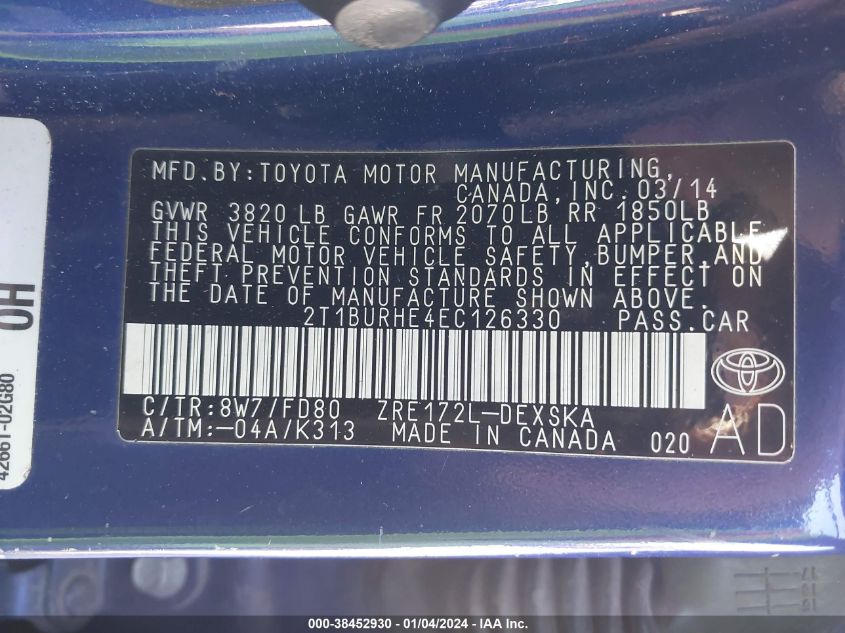 MFD. BY: TOYOTA MOTOR MANUFACTURING,
CANADA, INC. 03/14
GVWR 3820 LB GAWR FR 2070LB RR 1850LB
THIS VEHICLE CONFORMS TO ALL APPLICABLE
FEDERAL MOTOR VEHICLE SAFETY, BUMPER, AND
THEFT PREVENTION STANDARDS IN EFFECT ON
THE DATE OF MANUFACTURE SHOWN ABOVE.
2T1BURHE4EC126330 PASS. CAR
C/TR: 8W7/FD80 ZRE172L-DEXSKA
A/TM: -04A/K313 MADE IN CANADA 020
AD
42661-02G80
0H
000-38452930 - 01/04/2024 - IAA Inc.